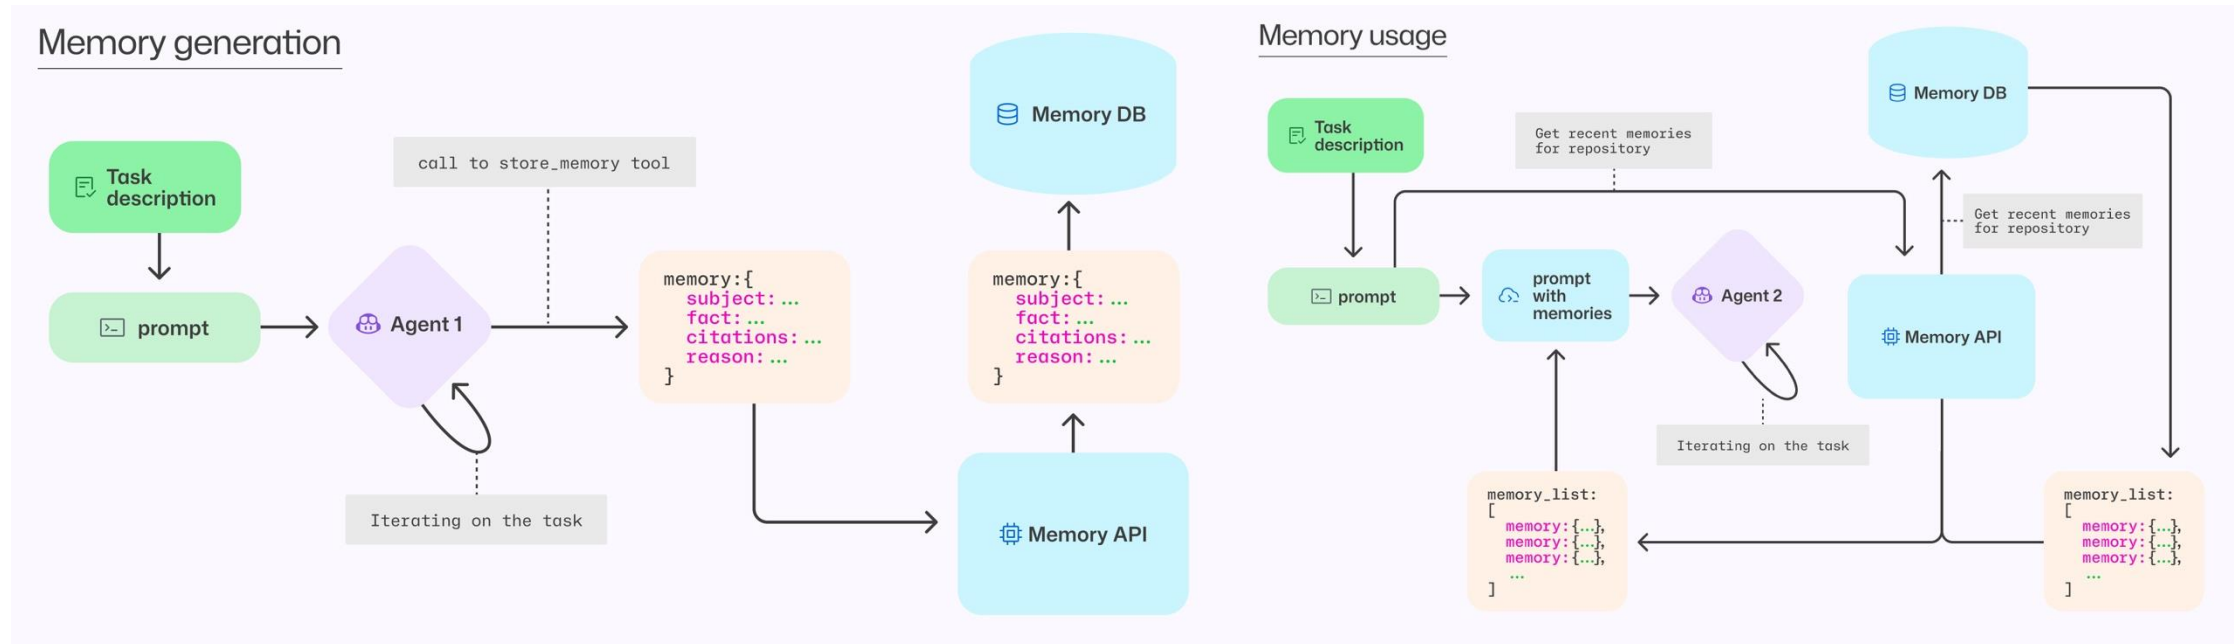 Memory generation
Task
description
prompt
Agent 1
call to store_memory tool
Iterating on the task
memory:{
subject: ...
fact: ...
citations: ...
reason: ...
}
Memory DB
memory:{
subject: ...
fact: ...
citations: ...
reason: ...
}
Memory API
Memory usage
Task
description
prompt
Get recent memories
for repository
prompt
with
memories
Agent 2
Iterating on the task
Memory DB
Get recent memories
for repository
Memory API
memory_list:
[
memory:{...},
memory:{...},
memory:{...},
...
]
memory_list:
[
memory:{...},
memory:{...},
memory:{...},
...
]